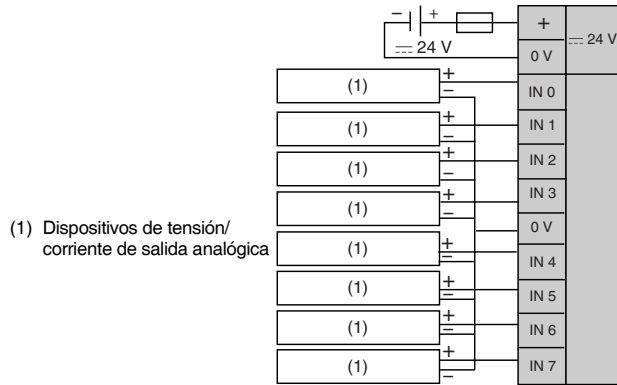 − + +
⎓ 24 V
⎓ 24 V
0 V
(1) + IN 0
−
(1) + IN 1
−
(1) + IN 2
−
(1) + IN 3
−
0 V
(1) Dispositivos de tensión/
corriente de salida analógica
(1) + IN 4
−
(1) + IN 5
−
(1) + IN 6
−
(1) + IN 7
−